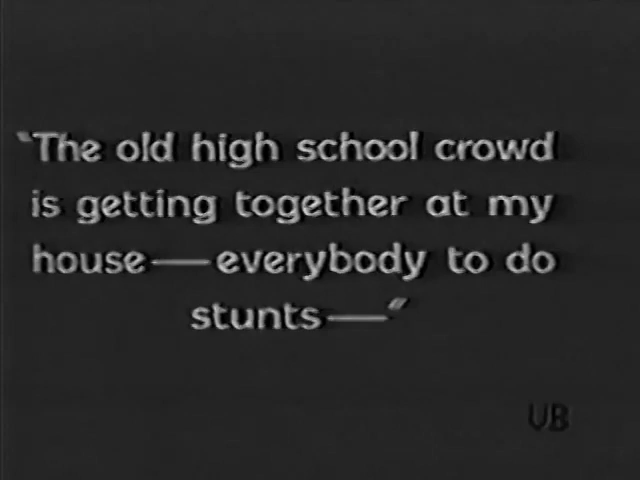 “The old high school crowd
is getting together at my
house—everybody to do
stunts—”
UB